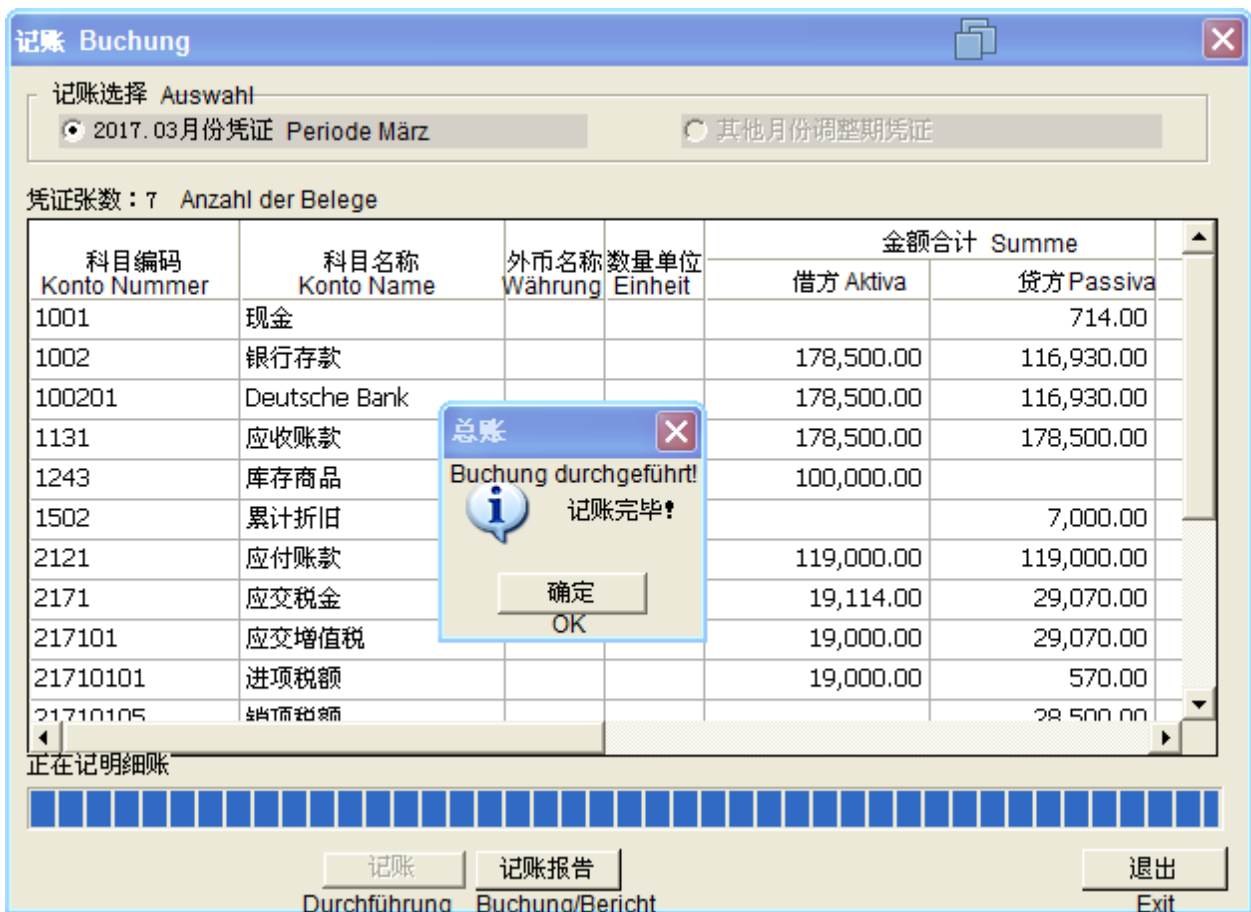 记账 Buchung
记账选择 Auswahl
2017.03月份凭证 Periode März 其他月份调整期凭证
凭证张数：7 Anzahl der Belege
科目编码 科目名称 外币名称 数量单位 金额合计 Summe
Konto Nummer Konto Name Währung Einheit 借方 Aktiva 贷方 Passiva
1001 现金 714.00
1002 银行存款 178,500.00 116,930.00
100201 Deutsche Bank 178,500.00 116,930.00
1131 应收账款 178,500.00 178,500.00
1243 库存商品 100,000.00
1502 累计折旧 7,000.00
2121 应付账款 119,000.00 119,000.00
2171 应交税金 19,114.00 29,070.00
217101 应交增值税 19,000.00 29,070.00
21710101 进项税额 19,000.00 570.00
21710105 销项税额 28,500.00
总账
Buchung durchgeführt!
记账完毕!
确定
OK
正在记明细账
记账 记账报告 退出
Durchführung Buchung/Bericht Exit